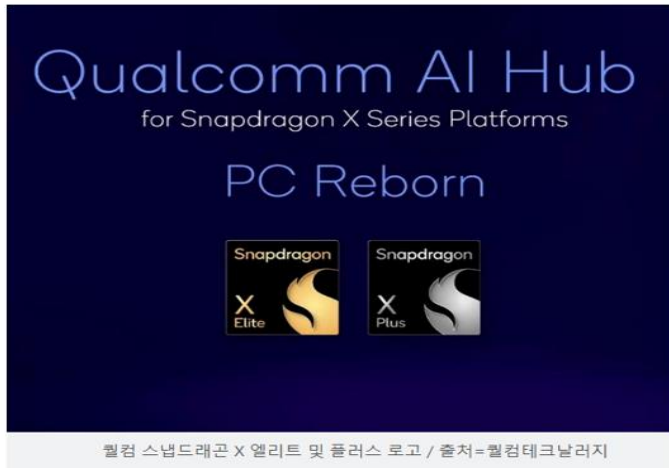 Qualcomm AI Hub
for Snapdragon X Series Platforms
PC Reborn
Snapdragon
X
Elite
Snapdragon
X
Plus
퀄컴 스냅드래곤 X 엘리트 및 플러스 로고 / 출처=퀄컴테크날러지